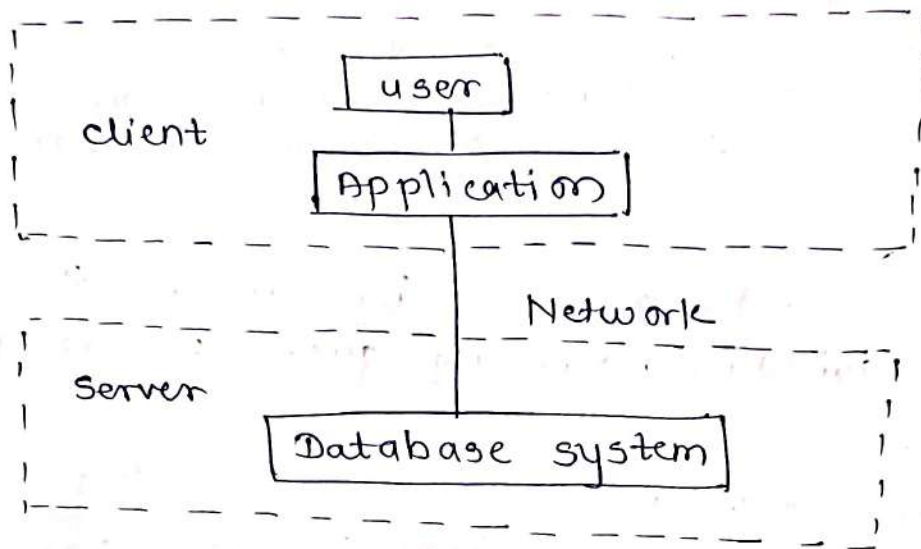 user
client
Application
Network
Server
Database system